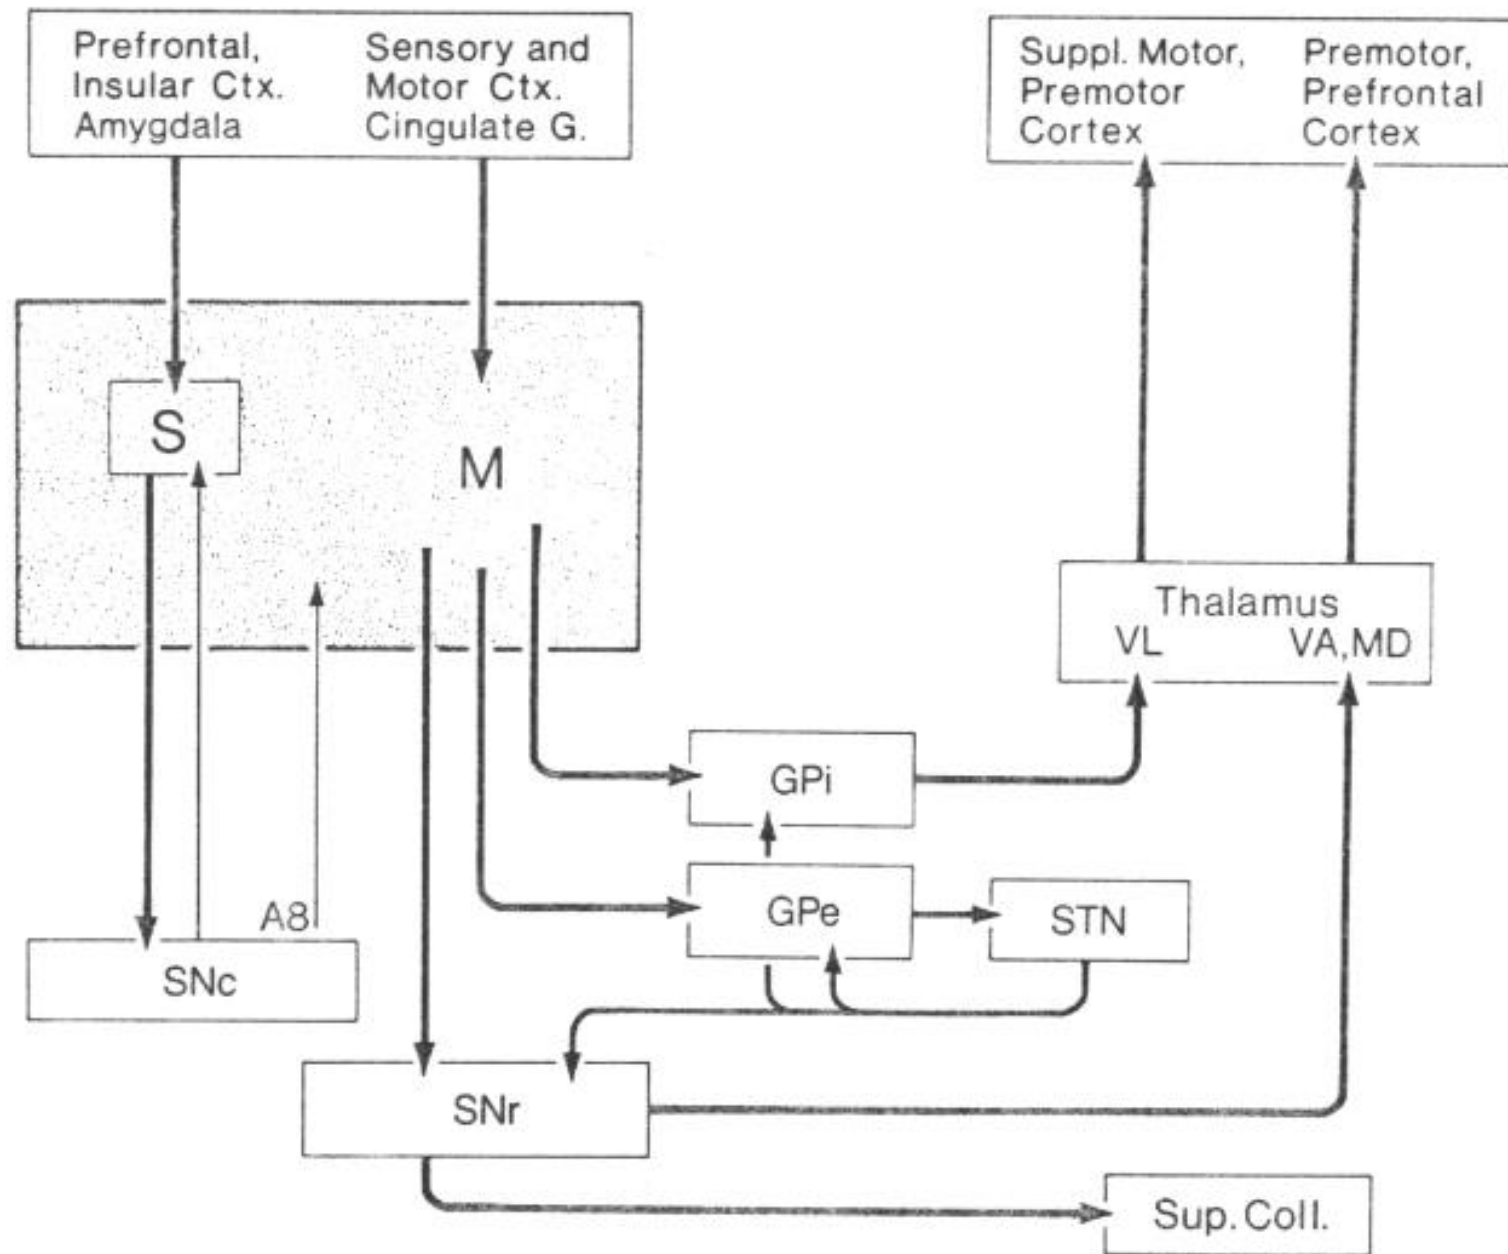 Prefrontal,
Insular Ctx.
Amygdala
Sensory and
Motor Ctx.
Cingulate G.
Suppl. Motor,
Premotor
Cortex
Premotor,
Prefrontal
Cortex
S
M
Thalamus
VL
VA,MD
GPi
GPe
STN
A8
SNc
SNr
Sup. Coll.